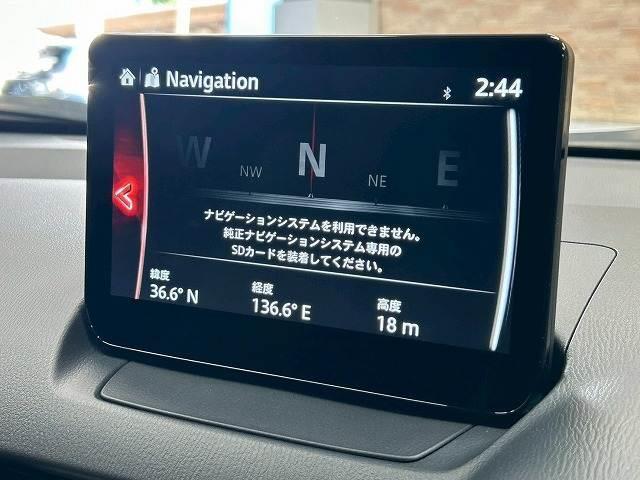 Navigation
2:44
W NW N NE E
ナビゲーションシステムを利用できません。
純正ナビゲーションシステム専用の
SDカードを装着してください。
緯度 経度 高度
36.6° N 136.6° E 18 m